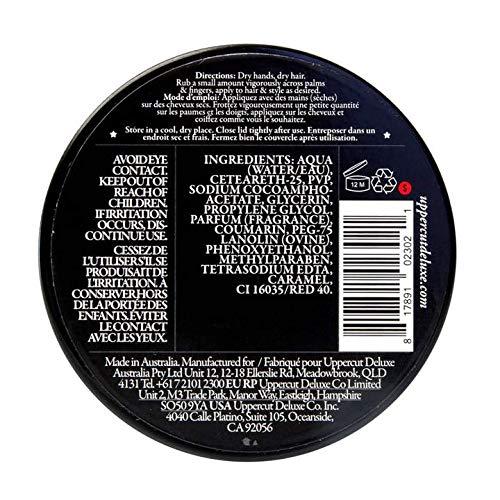 Directions: Dry hands, dry hair.
Rub a small amount vigorously across palms
& fingers, apply to hair & style as desired.
Mode d'emploi: Appliquez avec des mains (sèches)
sur des cheveux secs. Frottez vigoureusement une petite quantité
sur les paumes et les doigts, appliquez sur des cheveux et
coiffez comme vous le souhaitez.
Store in a cool, dry place. Close lid tightly after use. Entreposer dans un
endroit sec et frais. Fermez bien le couvercle après utilisation.
AVOID EYE
CONTACT.
KEEP OUT OF
REACH OF
CHILDREN.
IF IRRITATION
OCCURS, DIS-
CONTINUE USE.
CESSEZ DE
L'UTILISER SI LE
PRODUIT SAIT DE
L'IRRITATION. À
CONSERVER HORS
DE LA PORTÉE DES
ENFANTS. ÉVITER
LE CONTACT
AVEC LES YEUX.
INGREDIENTS: AQUA
(WATER/EAU),
CETEARETH-25, PVP,
SODIUM COCOAMPHO-
ACETATE, GLYCERIN,
PROPYLENE GLYCOL,
PARFUM (FRAGRANCE),
COUMARIN, PEG-75
LANOLIN (OVINE),
PHENOXYETHANOL,
METHYLPARABEN,
TETRASODIUM EDTA,
CARAMEL,
CI 16035/RED 40.
12 M
uppercutdeluxe.com
8 17891 02302 1
Made in Australia. Manufactured for / Fabriqué pour Uppercut Deluxe
Australia Pty Ltd Unit 12, 12-18 Ellerslie Rd, Meadowbrook, QLD
4131 Tel +61 7 2101 2300 EU RP Uppercut Deluxe Co Limited
Unit 2, M3 Trade Park, Manor Way, Eastleigh, Hampshire
SO50 9YA USA Uppercut Deluxe Co. Inc.
4040 Calle Platino, Suite 105, Oceanside,
CA 92056